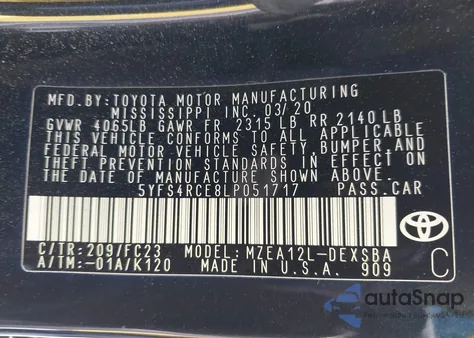 MFD.BY:TOYOTA MOTOR MANUFACTURING
MISSISSIPPI INC.03/20
GVWR 4065LB GAWR FR 2315 LB RR 2140LB
THIS VEHICLE CONFORMS TO ALL APPLICABLE
FEDERAL MOTOR VEHICLE SAFETY,BUMPER,AND
THEFT PREVENTION STANDARDS IN EFFECT ON
THE DATE OF MANUFACTURE SHOWN ABOVE.
5YFS4RCE8LP051717 PASS.CAR
C/TR:209/FC23 MODEL:MZEA12L-DEXSBA
A/TM:-01A/K120 MADE IN U.S.A. 909
C
autoSnap